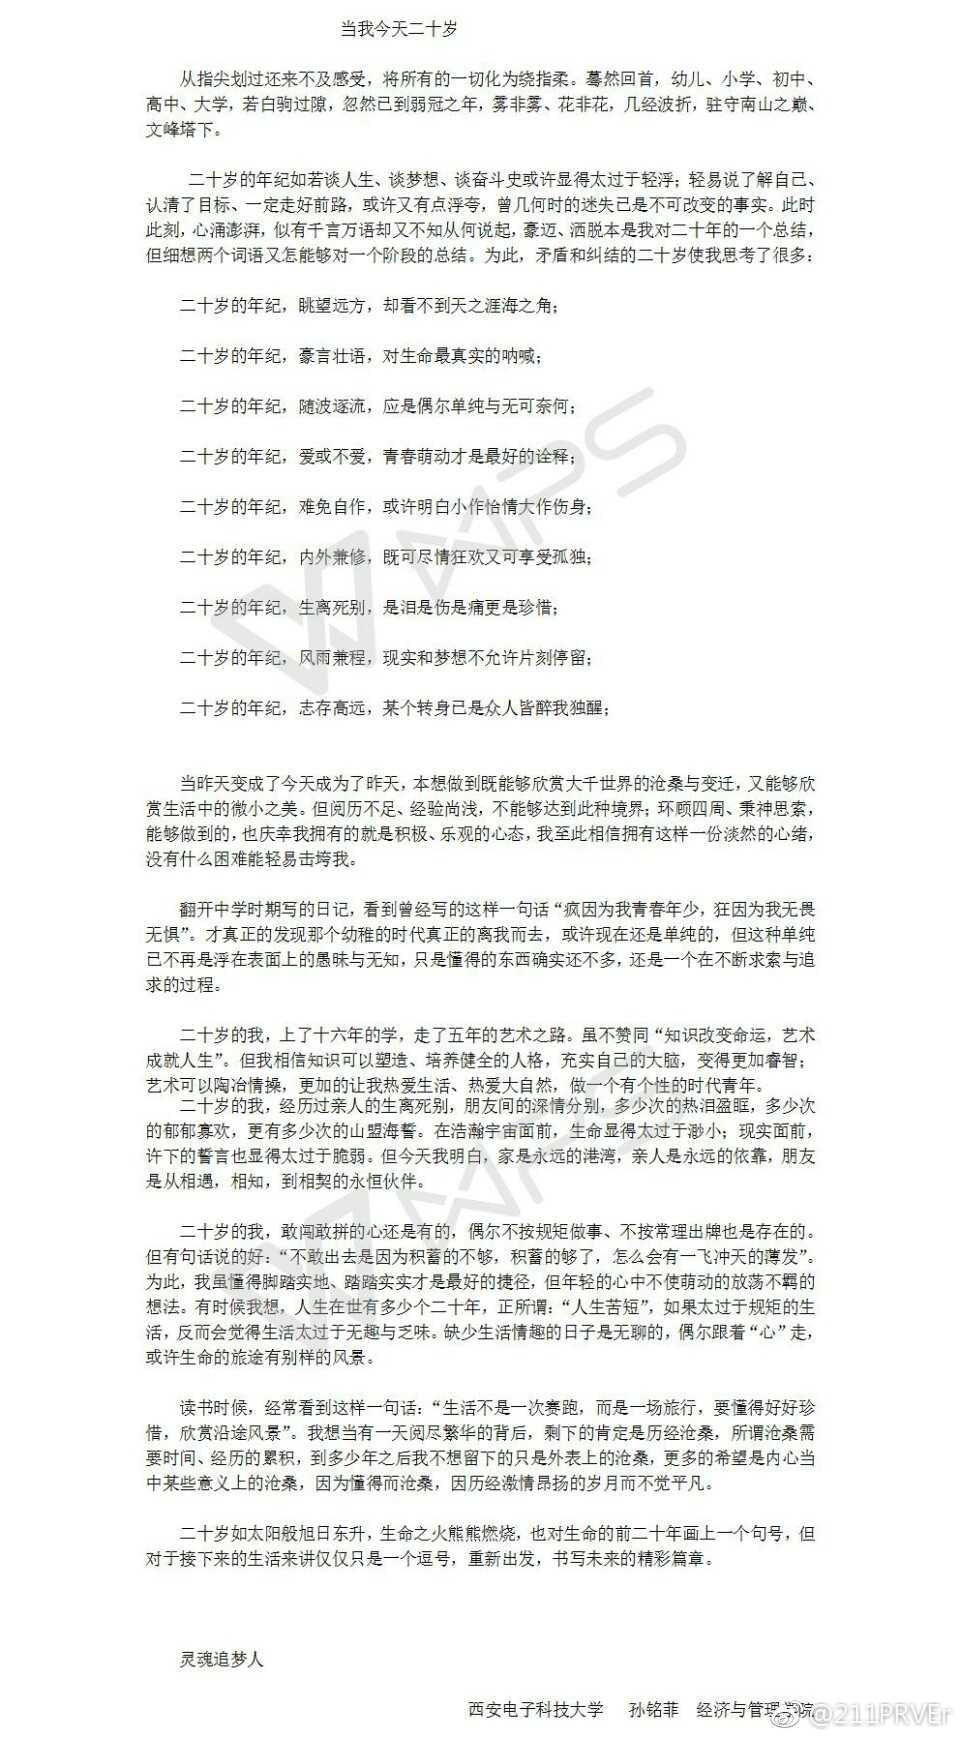 当我今天二十岁
从指尖划过还来不及感受，将所有的一切化为绕指柔。蓦然回首，幼儿、小学、初中、
高中、大学，若白驹过隙，忽然已到弱冠之年，雾非雾、花非花，几经波折，驻守南山之巅、
文峰塔下。
二十岁的年纪如若谈人生、谈梦想、谈奋斗史或许显得太过于轻浮；轻易说了解自己、
认清了目标、一定走好前路，或许又有点浮夸，曾几何时的迷失已是不可改变的事实。此时
此刻，心涌澎湃，似有千言万语却又不知从何说起，豪迈、洒脱本是我对二十年的一个总结，
但细想两个词语又怎能够对一个阶段的总结。为此，矛盾和纠结的二十岁使我思考了很多：
二十岁的年纪，眺望远方，却看不到天之涯海之角；
二十岁的年纪，豪言壮语，对生命最真实的呐喊；
二十岁的年纪，随波逐流，应是偶尔单纯与无可奈何；
二十岁的年纪，爱或不爱，青春萌动才是最好的诠释；
二十岁的年纪，难免自作，或许明白小作怡情大作伤身；
二十岁的年纪，内外兼修，既可尽情狂欢又可享受孤独；
二十岁的年纪，生离死别，是泪是伤是痛更是珍惜；
二十岁的年纪，风雨兼程，现实和梦想不允许片刻停留；
二十岁的年纪，志存高远，某个转身已是众人皆醉我独醒；
当昨天变成了今天成为了昨天，本想做到既能够欣赏大千世界的沧桑与变迁，又能够欣
赏生活中的微小之美。但阅历不足、经验尚浅，不能够达到此种境界；环顾四周、秉神思索，
能够做到的，也庆幸我拥有的就是积极、乐观的心态，我至此相信拥有这样一份淡然的心绪，
没有什么困难能轻易击垮我。
翻开中学时期写的日记，看到曾经写的这样一句话“疯因为我青春年少，狂因为我无畏
无惧”。才真正的发现那个幼稚的时代真正的离我而去，或许现在还是单纯的，但这种单纯
已不再是浮在表面上的愚昧与无知，只是懂得的东西确实还不多，还是一个在不断求索与追
求的过程。
二十岁的我，上了十六年的学，走了五年的艺术之路。虽不赞同“知识改变命运，艺术
成就人生”。但我相信知识可以塑造、培养健全的人格，充实自己的大脑，变得更加睿智；
艺术可以陶冶情操，更加的让我热爱生活、热爱大自然，做一个有个性的时代青年。
二十岁的我，经历过亲人的生离死别，朋友间的深情分别，多少次的热泪盈眶，多少次
的郁郁寡欢，更有多少次的山盟海誓。在浩瀚宇宙面前，生命显得太过于渺小；现实面前，
许下的誓言也显得太过于脆弱。但今天我明白，家是永远的港湾，亲人是永远的依靠，朋友
是从相遇，相知，到相契的永恒伙伴。
二十岁的我，敢闯敢拼的心还是有的，偶尔不按规矩做事、不按常理出牌也是存在的。
但有句话说的好：“不敢出去是因为积蓄的不够，积蓄的够了，怎么会有一飞冲天的薄发”。
为此，我虽懂得脚踏实地、踏踏实实才是最好的捷径，但年轻的心中不使萌动的放荡不羁的
想法。有时候我想，人生在世有多少个二十年，正所谓：“人生苦短”，如果太过于规矩的生
活，反而会觉得生活太过于无趣与乏味。缺少生活情趣的日子是无聊的，偶尔跟着“心”走，
或许生命的旅途有别样的风景。
读书时候，经常看到这样一句话：“生活不是一次赛跑，而是一场旅行，要懂得好好珍
惜，欣赏沿途风景”。我想当有一天阅尽繁华的背后，剩下的肯定是历经沧桑，所谓沧桑需
要时间、经历的累积，到多少年之后我不想留下的只是外表上的沧桑，更多的希望是内心当
中某些意义上的沧桑，因为懂得而沧桑，因历经激情昂扬的岁月而不觉平凡。
二十岁如太阳般旭日东升，生命之火熊熊燃烧，也对生命的前二十年画上一个句号，但
对于接下来的生活来讲仅仅只是一个逗号，重新出发，书写未来的精彩篇章。
灵魂追梦人
西安电子科技大学 孙铭菲 经济与管理学院
@211PRVEr
WPS
WPS